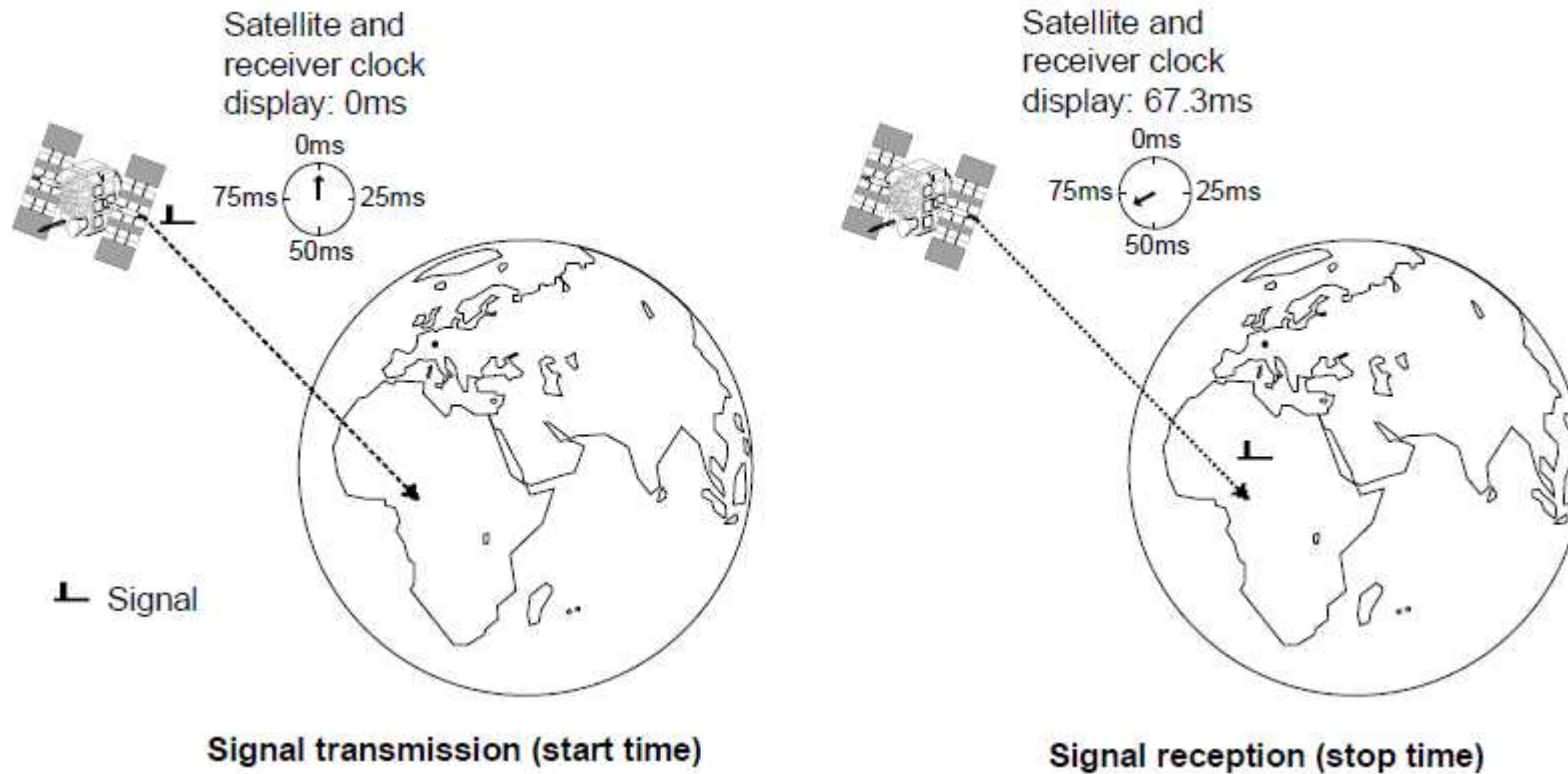 Satellite and
receiver clock
display: 0ms
0ms
75ms
25ms
50ms
Signal
Signal transmission (start time)
Satellite and
receiver clock
display: 67.3ms
0ms
75ms
25ms
50ms
Signal reception (stop time)